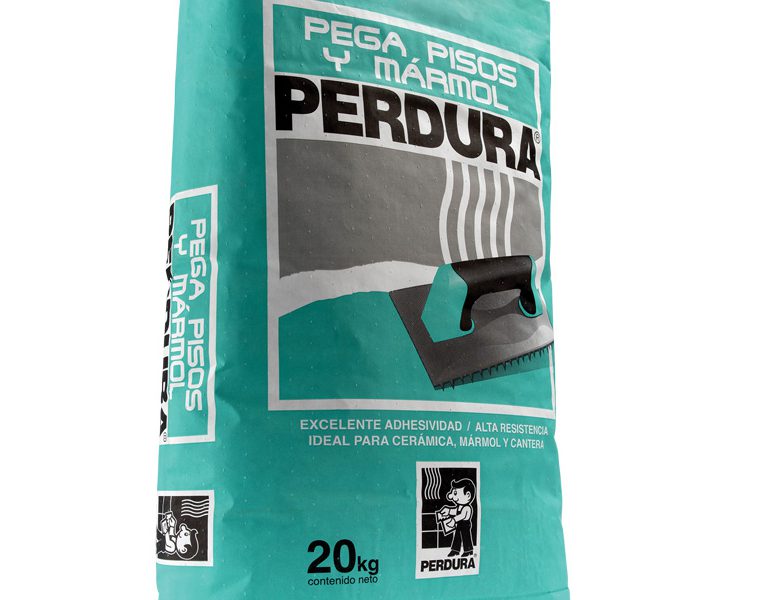 PEGA PISOS
Y MÁRMOL
PERDURA®
EXCELENTE ADHESIVIDAD / ALTA RESISTENCIA
IDEAL PARA CERÁMICA, MÁRMOL Y CANTERA
20kg
contenido neto
PERDURA®
PEGA PISOS
Y MÁRMOL
PERDURA®